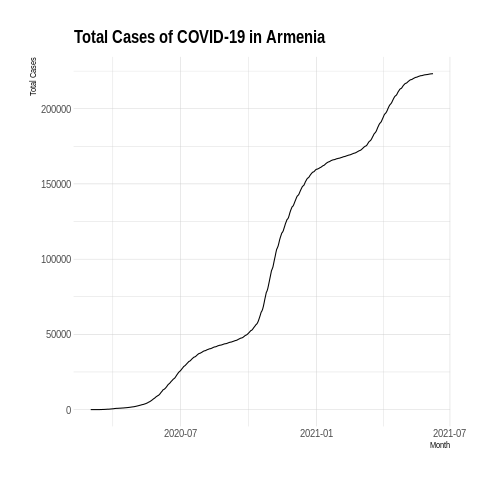 Total Cases of COVID-19 in Armenia
Total Cases
200000
150000
100000
50000
0
2020-07
2021-01
2021-07
Month